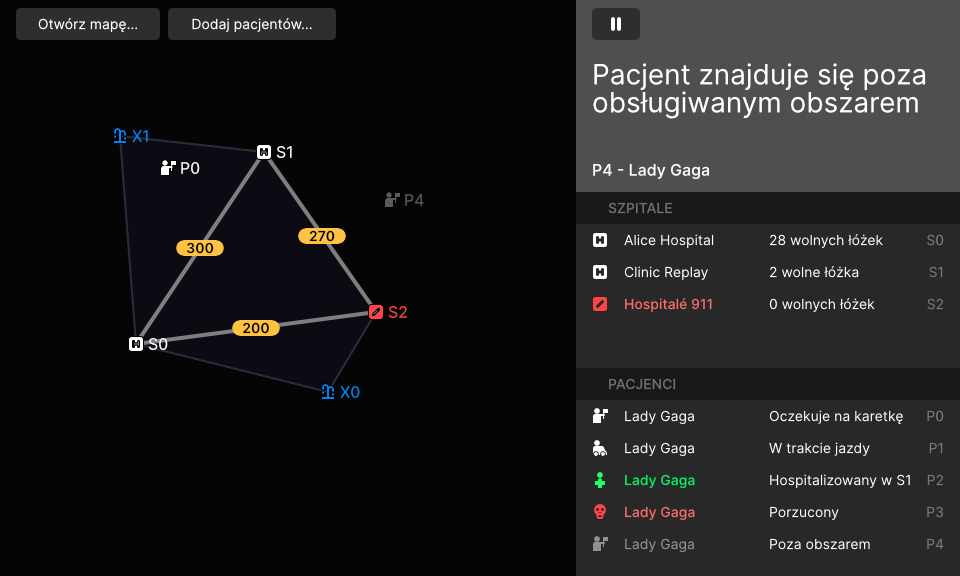 Otwórz mapę...
Dodaj pacjentów...
X1
P0
S1
P4
300
270
S2
200
S0
X0
Pacjent znajduje się poza
obsługiwanym obszarem
P4 - Lady Gaga
SZPITALE
Alice Hospital 28 wolnych łóżek S0
Clinic Replay 2 wolne łóżka S1
Hospitalé 911 0 wolnych łóżek S2
PACJENCI
Lady Gaga Oczekuje na karetkę P0
Lady Gaga W trakcie jazdy P1
Lady Gaga Hospitalizowany w S1 P2
Lady Gaga Porzucony P3
Lady Gaga Poza obszarem P4